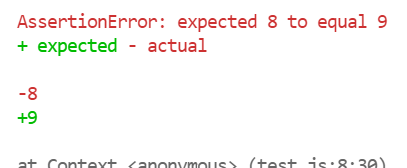 AssertionError: expected 8 to equal 9
+ expected - actual
-8
+9
at Context.<anonymous> (test.js:8:30)